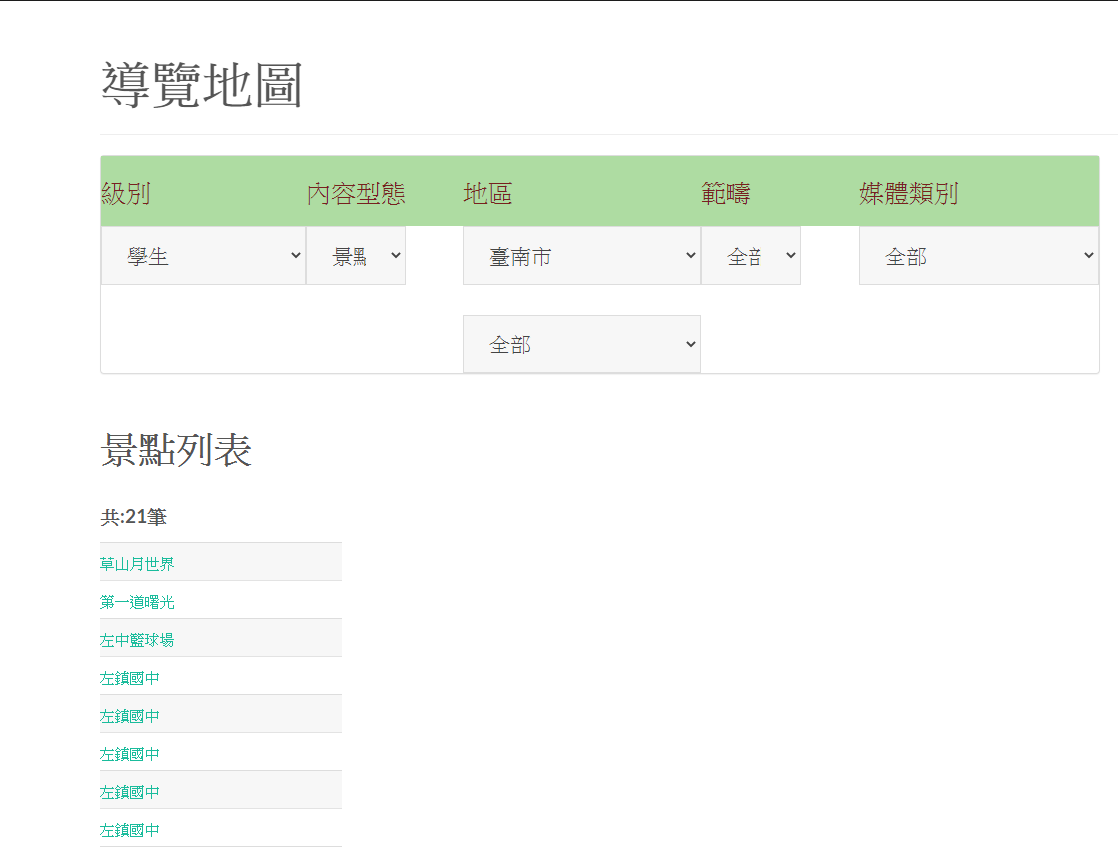 導覽地圖
級別 內容型態 地區 範疇 媒體類別
學生 景點 臺南市 全部 全部
全部
景點列表
共:21筆
草山月世界
第一道曙光
左中籃球場
左鎮國中
左鎮國中
左鎮國中
左鎮國中
左鎮國中